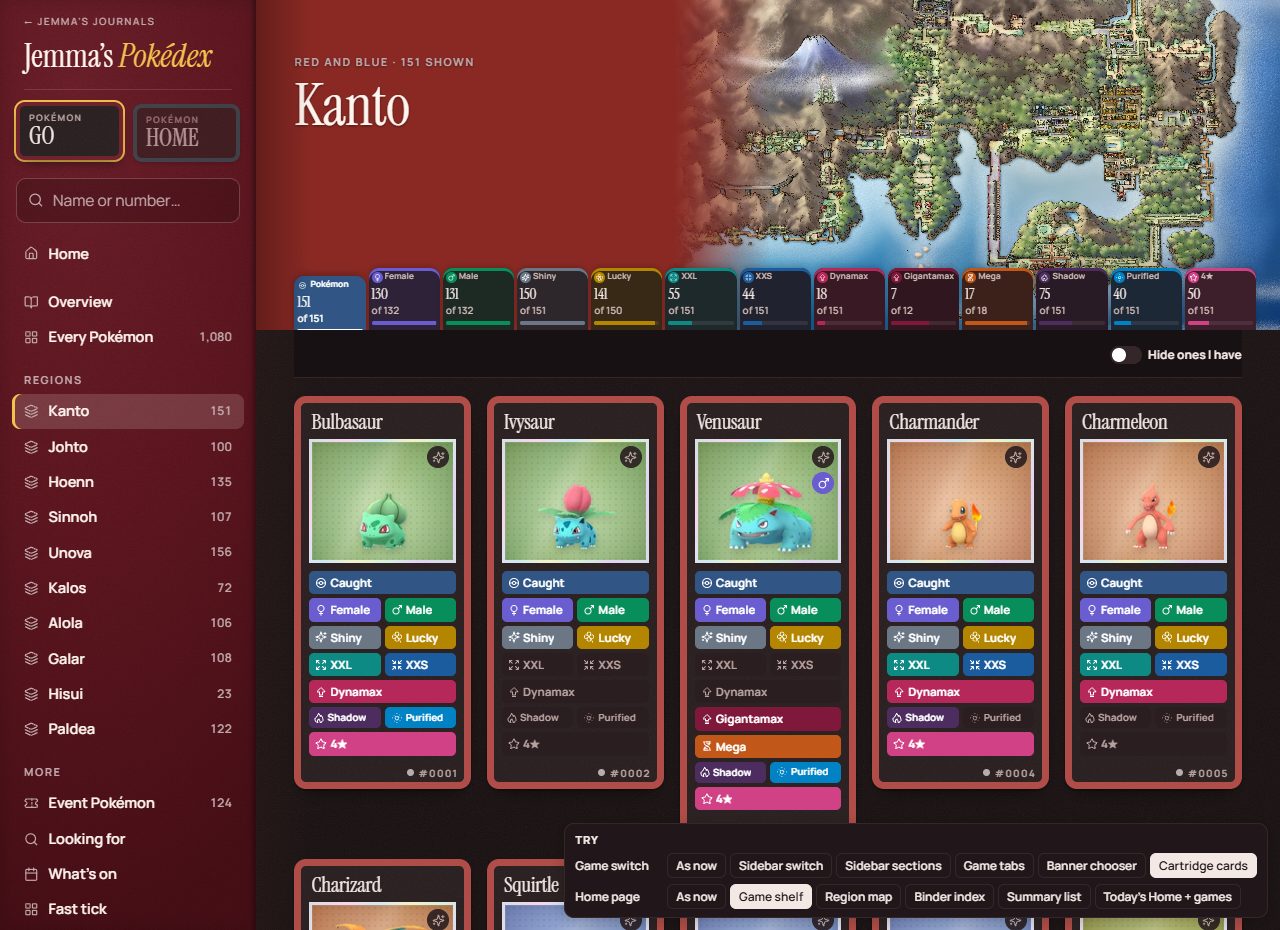 ← JEMMA'S JOURNALS
Jemma's Pokédex
POKÉMON
GO
POKÉMON
HOME
Name or number...
Home
Overview
Every Pokémon 1,080
REGIONS
Kanto 151
Johto 100
Hoenn 135
Sinnoh 107
Unova 156
Kalos 72
Alola 106
Galar 108
Hisui 23
Paldea 122
MORE
Event Pokémon 124
Looking for
What's on
Fast tick
RED AND BLUE · 151 SHOWN
Kanto
Pokémon 151 of 151
Female 130 of 132
Male 131 of 132
Shiny 150 of 151
Lucky 141 of 150
XXL 55 of 151
XXS 44 of 151
Dynamax 18 of 151
Gigantamax 7 of 12
Mega 17 of 18
Shadow 75 of 151
Purified 40 of 151
4★ 50 of 151
Hide ones I have
Bulbasaur
Caught
Female Male
Shiny Lucky
XXL XXS
Dynamax
Shadow Purified
4★
#0001
Ivysaur
Caught
Female Male
Shiny Lucky
XXL XXS
Dynamax
Shadow Purified
4★
#0002
Venusaur
Caught
Female Male
Shiny Lucky
XXL XXS
Dynamax
Gigantamax
Mega
Shadow Purified
4★
Charmander
Caught
Female Male
Shiny Lucky
XXL XXS
Dynamax
Shadow Purified
4★
#0004
Charmeleon
Caught
Female Male
Shiny Lucky
XXL XXS
Dynamax
Shadow Purified
4★
#0005
Charizard
Squirtle
TRY
Game switch As now Sidebar switch Sidebar sections Game tabs Banner chooser Cartridge cards
Home page As now Game shelf Region map Binder index Summary list Today's Home + games